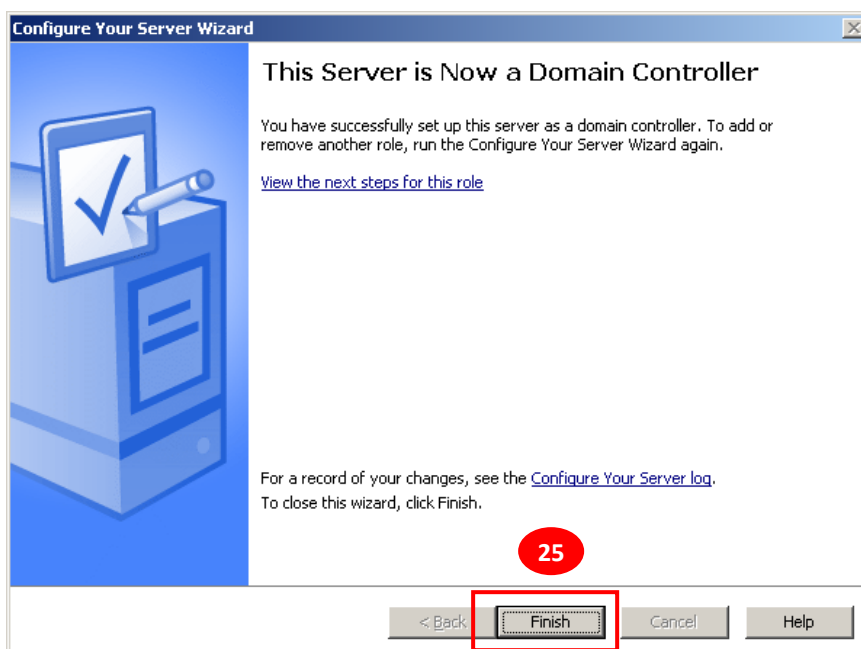 Configure Your Server Wizard
This Server is Now a Domain Controller
You have successfully set up this server as a domain controller. To add or
remove another role, run the Configure Your Server Wizard again.
View the next steps for this role
For a record of your changes, see the Configure Your Server log.
To close this wizard, click Finish.
25
< Back Finish Cancel Help